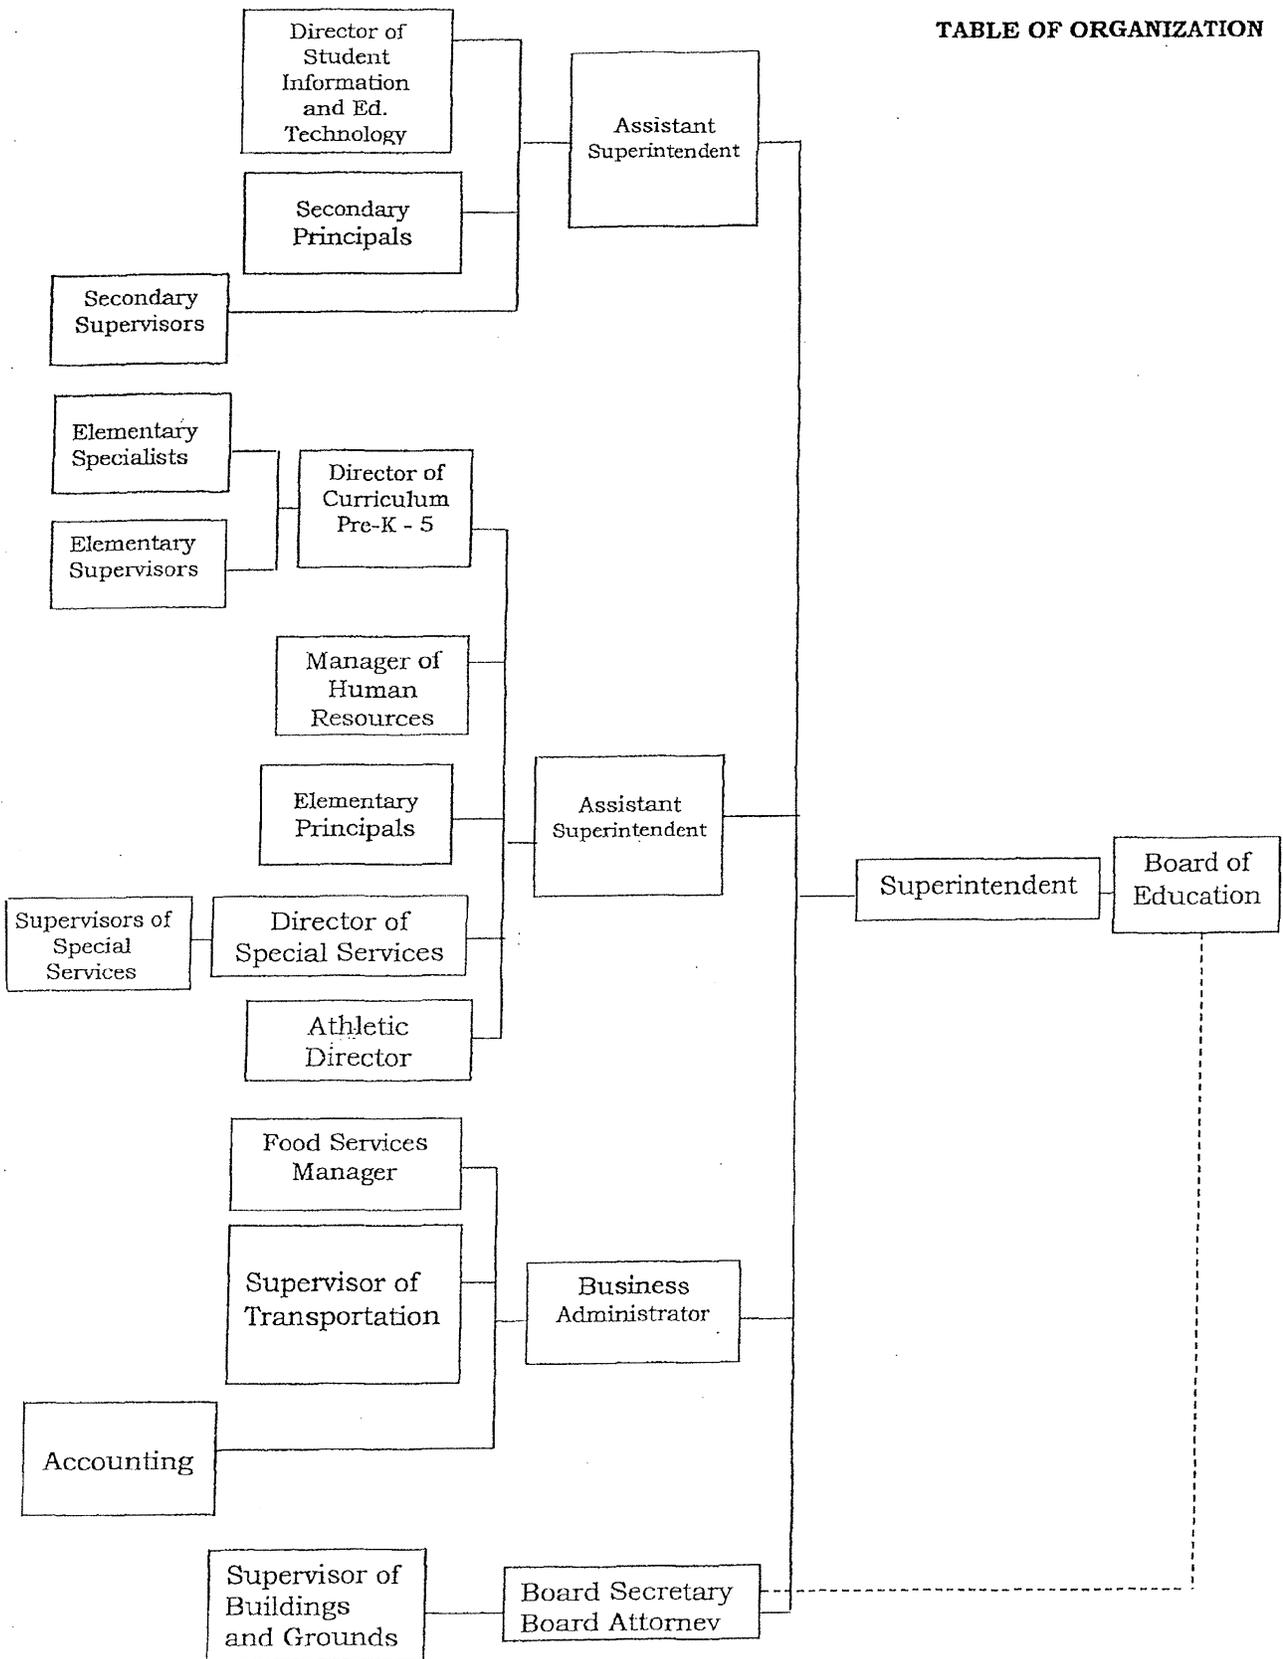 TABLE OF ORGANIZATION
Director of
Student
Information
and Ed.
Technology
Assistant
Superintendent
Secondary
Principals
Secondary
Supervisors
Elementary
Specialists
Director of
Curriculum
Pre-K - 5
Elementary
Supervisors
Manager of
Human
Resources
Elementary
Principals
Assistant
Superintendent
Superintendent
Board of
Education
Supervisors of
Special
Services
Director of
Special Services
Athletic
Director
Food Services
Manager
Supervisor of
Transportation
Business
Administrator
Accounting
Supervisor of
Buildings
and Grounds
Board Secretary
Board Attorney